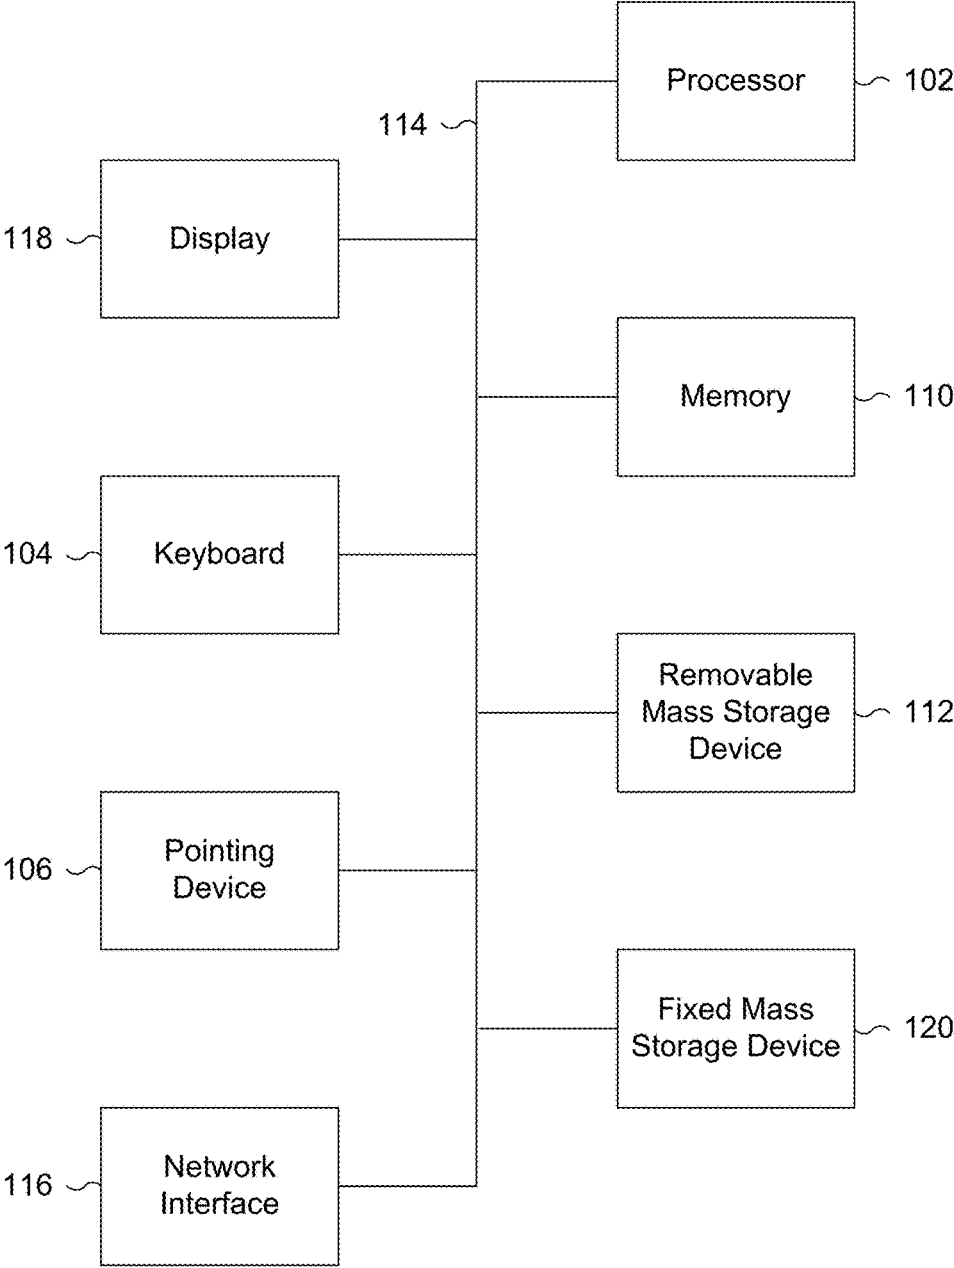 Processor
102
114
118
Display
Memory
110
104
Keyboard
Removable
Mass Storage
Device
112
106
Pointing
Device
Fixed Mass
Storage Device
120
116
Network
Interface